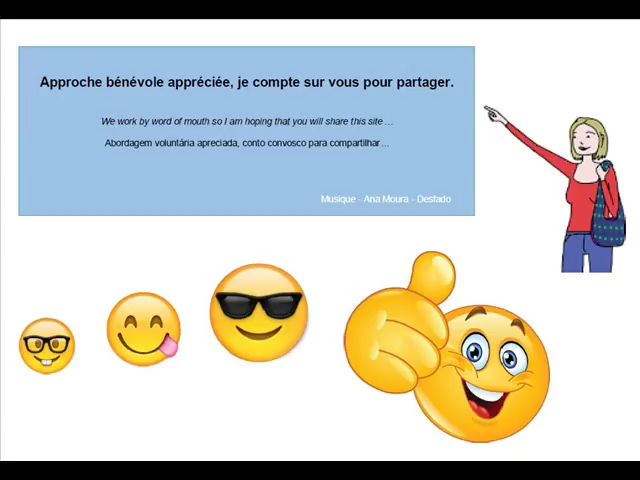 Approche bénévole appréciée, je compte sur vous pour partager.
We work by word of mouth so I am hoping that you will share this site ...
Abordagem voluntária apreciada, conto convosco para compartilhar ...
Musique - Ana Moura - Destado